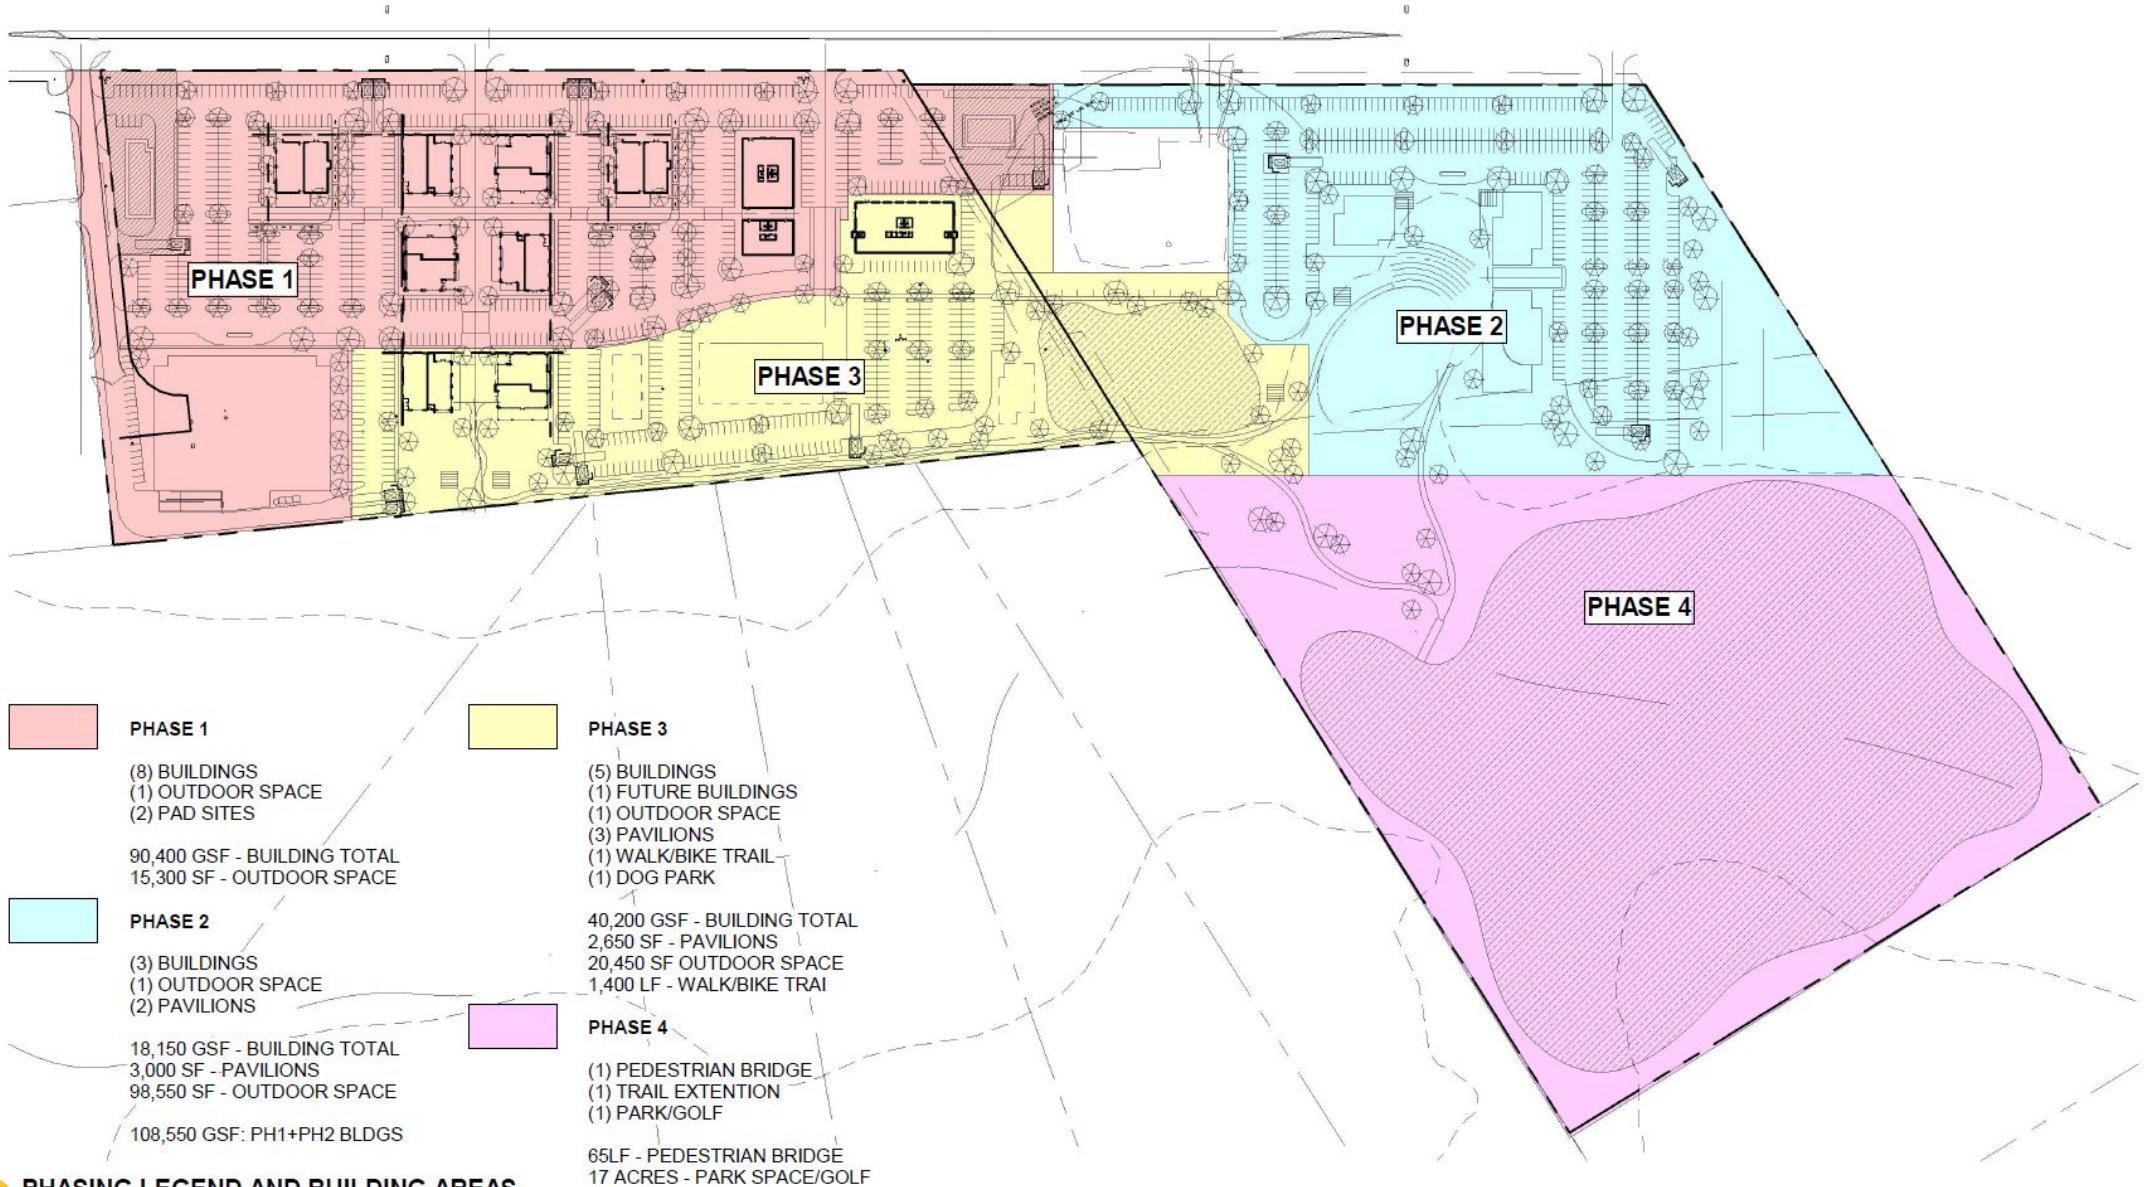 PHASE 1
PHASE 2
PHASE 3
PHASE 4
PHASE 1
(8) BUILDINGS
(1) OUTDOOR SPACE
(2) PAD SITES
90,400 GSF - BUILDING TOTAL
15,300 SF - OUTDOOR SPACE
PHASE 2
(3) BUILDINGS
(1) OUTDOOR SPACE
(2) PAVILIONS
18,150 GSF - BUILDING TOTAL
3,000 SF - PAVILIONS
98,550 SF - OUTDOOR SPACE
108,550 GSF: PH1+PH2 BLDGS
PHASE 3
(5) BUILDINGS
(1) FUTURE BUILDINGS
(1) OUTDOOR SPACE
(3) PAVILIONS
(1) WALK/BIKE TRAIL
(1) DOG PARK
40,200 GSF - BUILDING TOTAL
2,650 SF - PAVILIONS
20,450 SF OUTDOOR SPACE
1,400 LF - WALK/BIKE TRAI
PHASE 4
(1) PEDESTRIAN BRIDGE
(1) TRAIL EXTENTION
(1) PARK/GOLF
65LF - PEDESTRIAN BRIDGE
17 ACRES - PARK SPACE/GOLF
PHASING LEGEND AND BUILDING AREAS